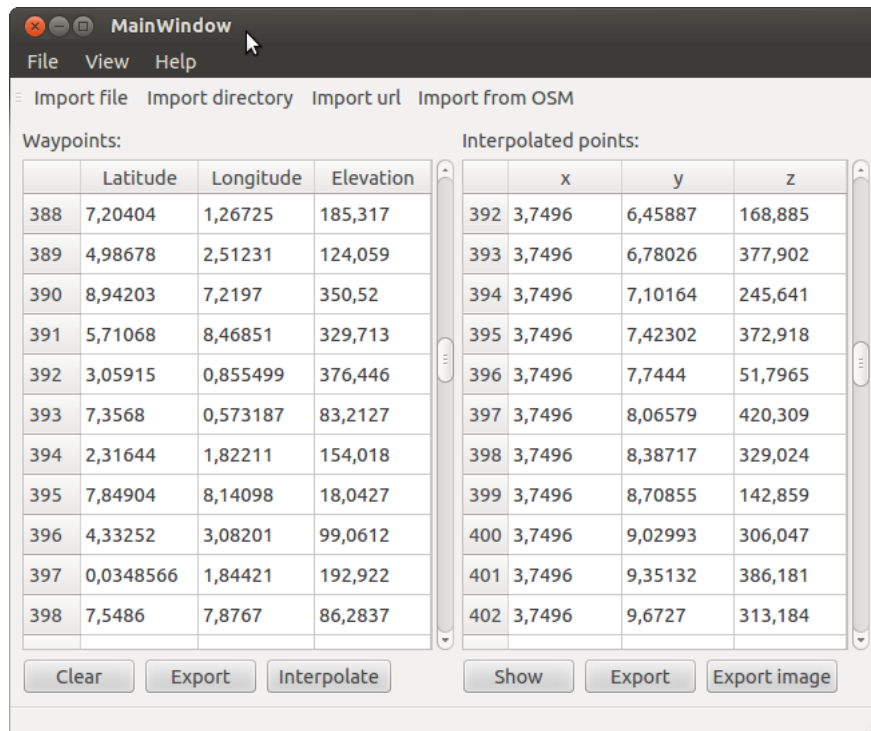 MainWindow
File View Help
Import file Import directory Import url Import from OSM
Waypoints:
Latitude Longitude Elevation
388 7,20404 1,26725 185,317
389 4,98678 2,51231 124,059
390 8,94203 7,2197 350,52
391 5,71068 8,46851 329,713
392 3,05915 0,855499 376,446
393 7,3568 0,573187 83,2127
394 2,31644 1,82211 154,018
395 7,84904 8,14098 18,0427
396 4,33252 3,08201 99,0612
397 0,0348566 1,84421 192,922
398 7,5486 7,8767 86,2837
Clear Export Interpolate
Interpolated points:
x y z
392 3,7496 6,45887 168,885
393 3,7496 6,78026 377,902
394 3,7496 7,10164 245,641
395 3,7496 7,42302 372,918
396 3,7496 7,7444 51,7965
397 3,7496 8,06579 420,309
398 3,7496 8,38717 329,024
399 3,7496 8,70855 142,859
400 3,7496 9,02993 306,047
401 3,7496 9,35132 386,181
402 3,7496 9,6727 313,184
Show Export Export image